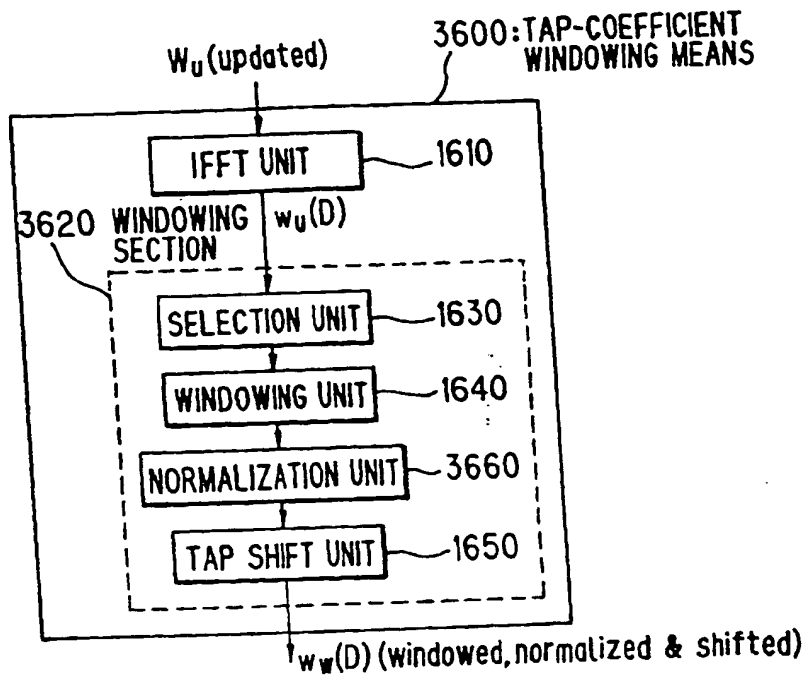 3600:TAP-COEFFICIENT
WINDOWING MEANS
Wu(updated)
IFFT UNIT
1610
3620 WINDOWING
SECTION
wu(D)
SELECTION UNIT
1630
WINDOWING UNIT
1640
NORMALIZATION UNIT
3660
TAP SHIFT UNIT
1650
ww(D) (windowed, normalized & shifted)